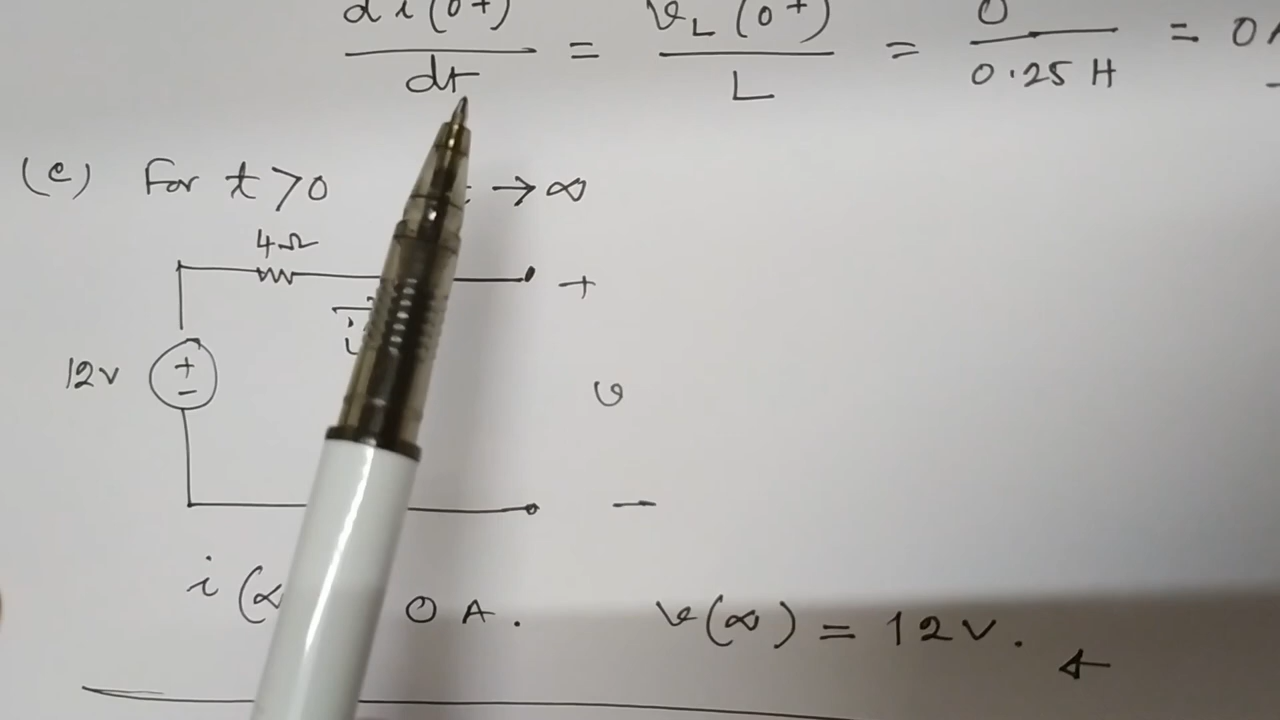 di(0+)/dt = vL(0+)/L = 0/0.25 H = 0
(c) For t>0 → ∞
4Ω
+
i
12V
+
−
v
−
i(∞ 0 A. v(∞) = 12V.